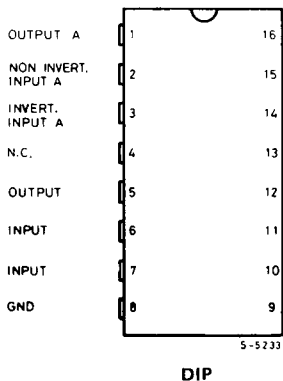 OUTPUT A 1 16
NON INVERT.
INPUT A 2 15
INVERT.
INPUT A 3 14
N.C. 4 13
OUTPUT 5 12
INPUT 6 11
INPUT 7 10
GND 8 9
5-5233
DIP